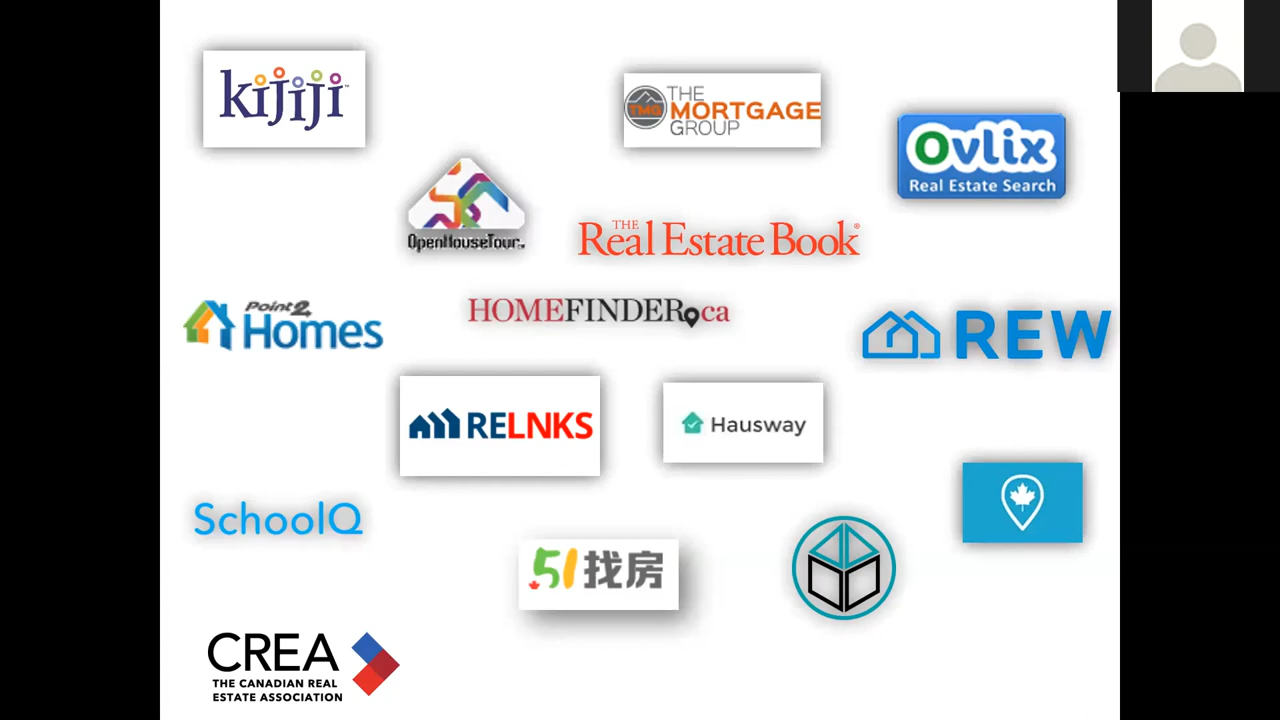 kijiji™
TMG
THE
MORTGAGE
GROUP
Ovlix
Real Estate Search
OpenHouseTour
THE
Real Estate Book®
Point2
Homes
HOMEFINDER.ca
REW
RELNKS
Hausway
SchoolQ
51找房
CREA
THE CANADIAN REAL
ESTATE ASSOCIATION